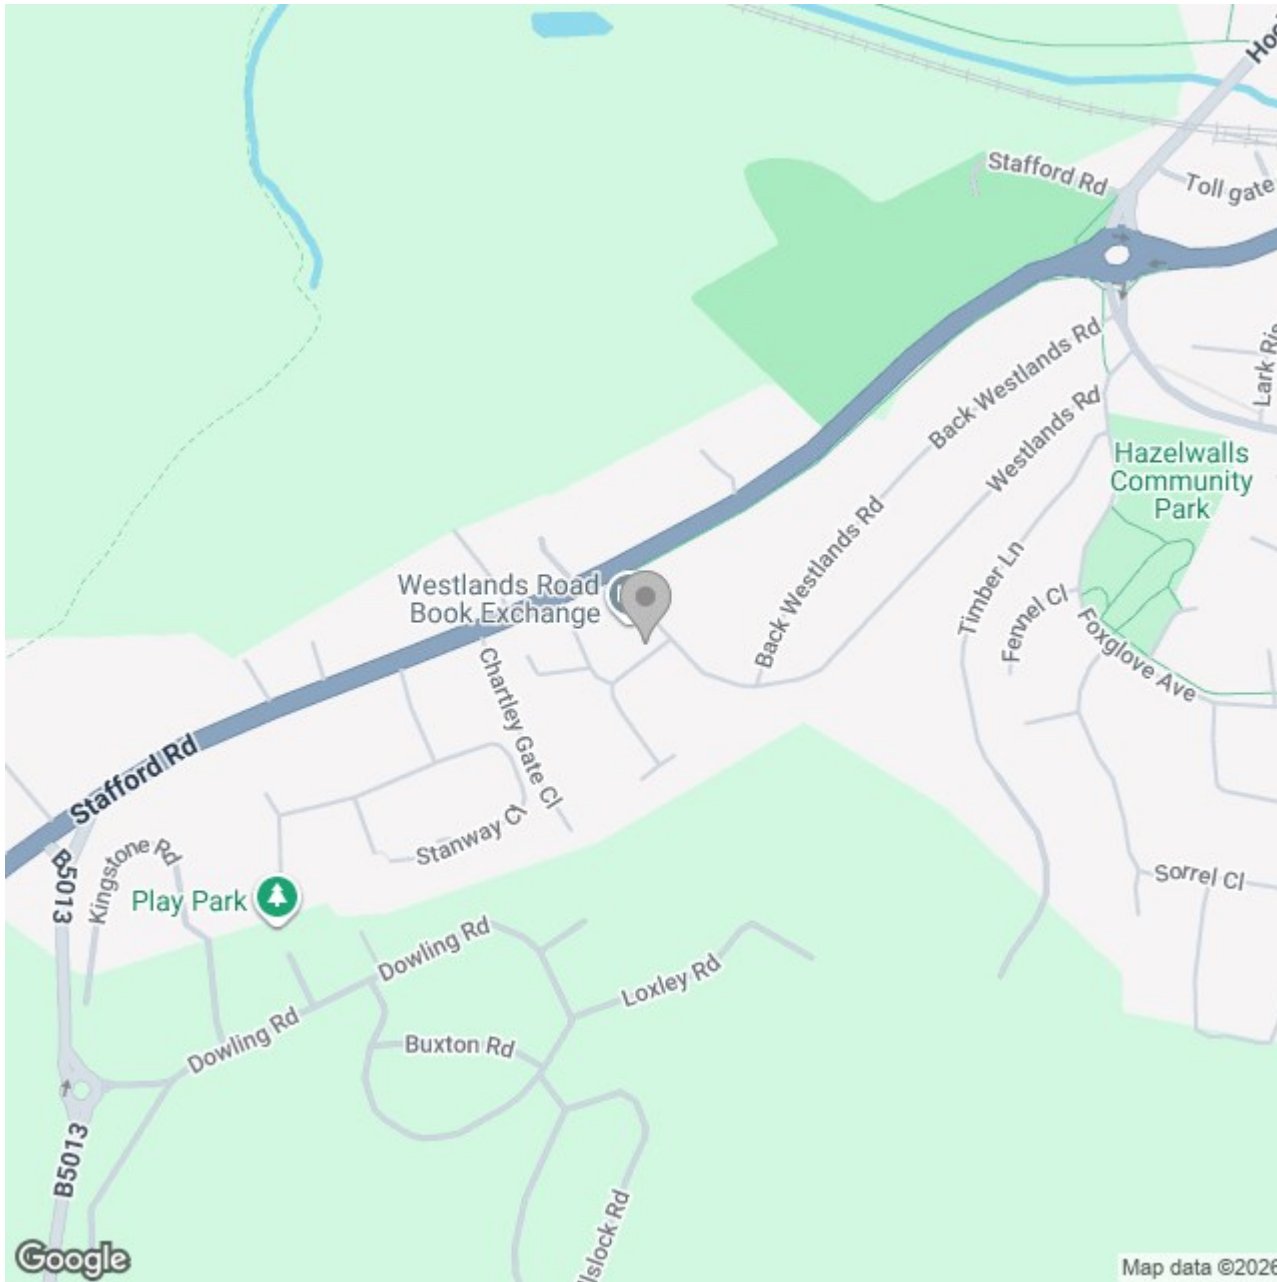 Stafford Rd
Toll gate
Back Westlands Rd
Westlands Rd
Hazelwalls
Community
Park
Back Westlands Rd
Timber Ln
Fennel Cl
Foxglove Ave
Westlands Road
Book Exchange
Chartley Gate Cl
Stafford Rd
Stanway Cl
Kingstone Rd
B5013
Play Park
Sorrel Cl
Dowling Rd
Loxley Rd
Dowling Rd
Buxton Rd
B5013
Google
Map data ©2026